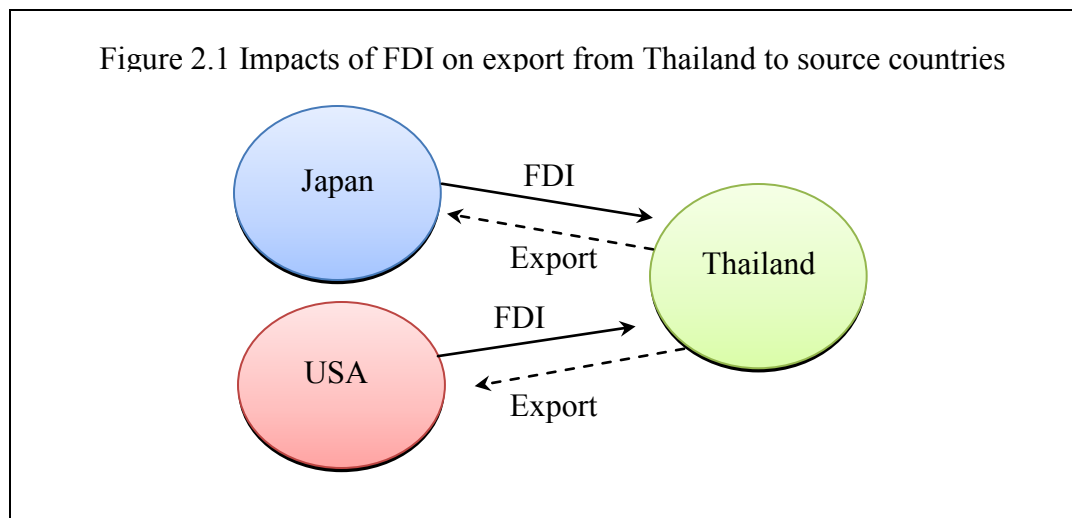 Figure 2.1 Impacts of FDI on export from Thailand to source countries
Japan
FDI
Export
Thailand
FDI
USA
Export